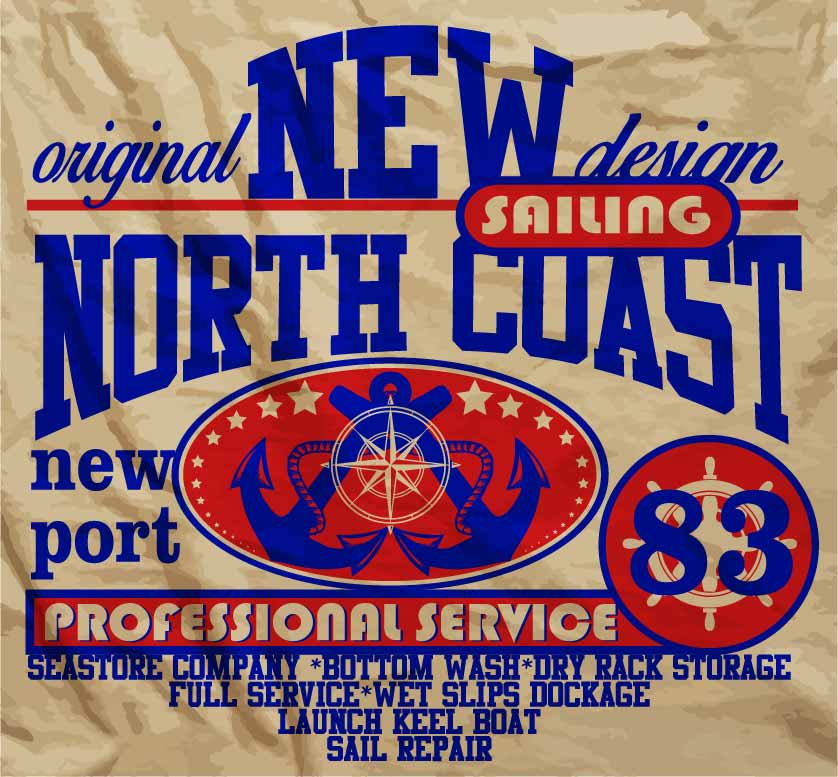 original NEW design
SAILING
NORTH COAST
new
port
83
PROFESSIONAL SERVICE
SEASTORE COMPANY *BOTTOM WASH*DRY RACK STORAGE
FULL SERVICE*WET SLIPS DOCKAGE
LAUNCH KEEL BOAT
SAIL REPAIR